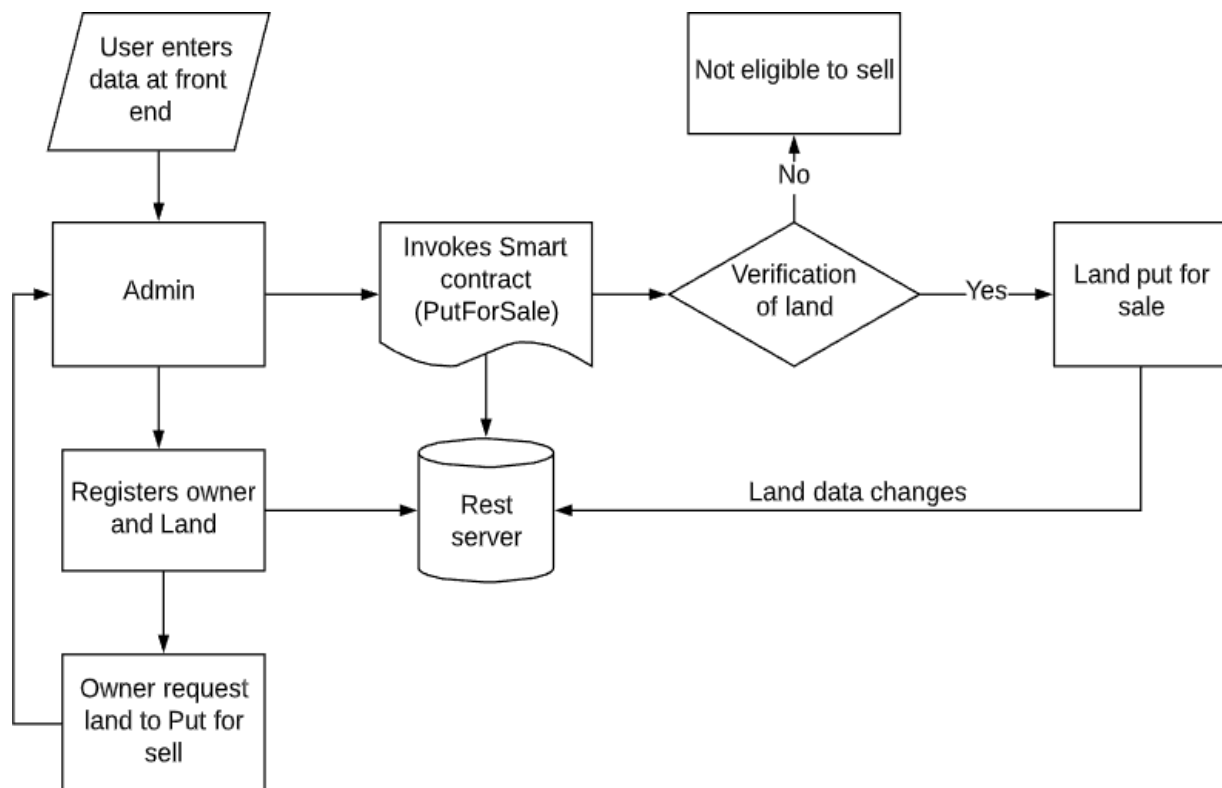 User enters
data at front
end
Not eligible to sell
No
Admin
Invokes Smart
contract
(PutForSale)
Verification
of land
Yes
Land put for
sale
Registers owner
and Land
Rest
server
Land data changes
Owner request
land to Put for
sell